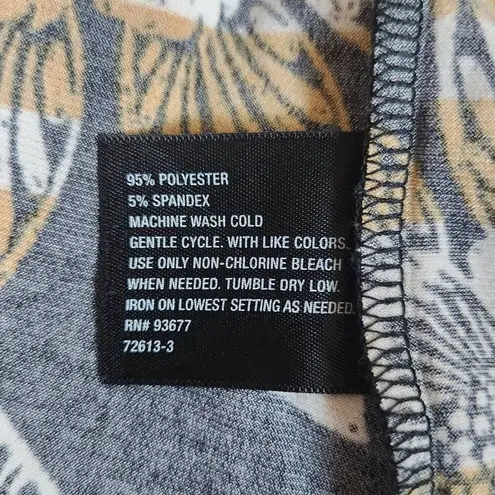 95% POLYESTER
5% SPANDEX
MACHINE WASH COLD
GENTLE CYCLE. WITH LIKE COLORS.
USE ONLY NON-CHLORINE BLEACH
WHEN NEEDED. TUMBLE DRY LOW.
IRON ON LOWEST SETTING AS NEEDED.
RN# 93677
72613-3